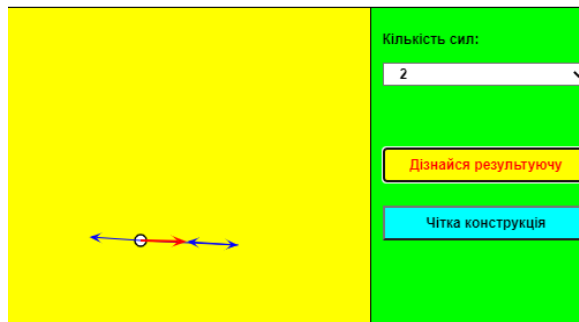 Кількість сил:
2
Дізнайся результуючу
Чітка конструкція